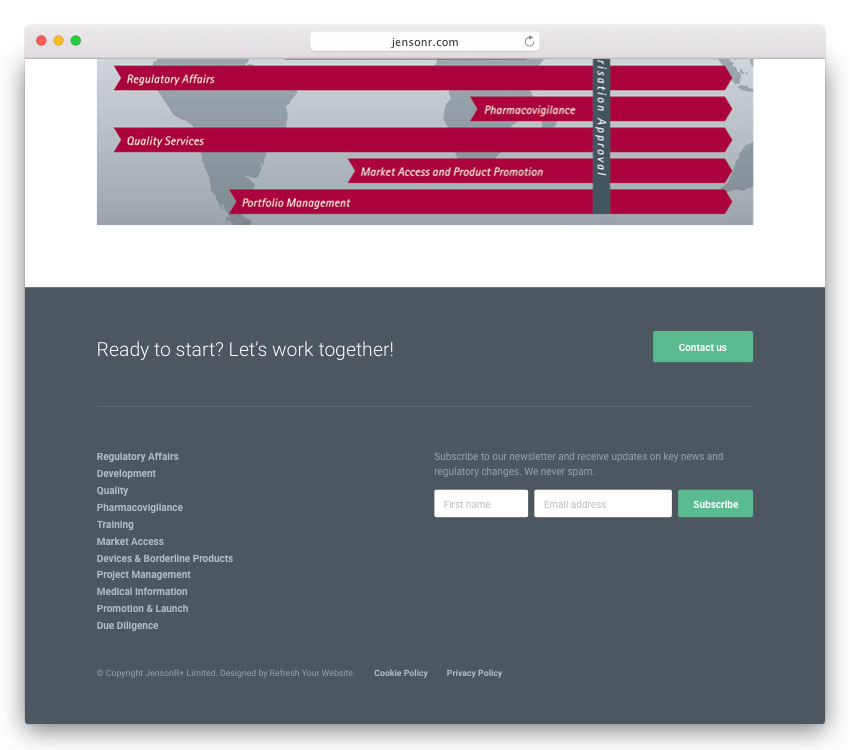 jensonr.com
Regulatory Affairs
Pharmacovigilance
Quality Services
Market Access and Product Promotion
Portfolio Management
Approval
Ready to start? Let's work together!
Contact us
Regulatory Affairs
Development
Quality
Pharmacovigilance
Training
Market Access
Devices & Borderline Products
Project Management
Medical Information
Promotion & Launch
Due Diligence
Subscribe to our newsletter and receive updates on key news and
regulatory changes. We never spam.
First name
Email address
Subscribe
© Copyright JensonR+ Limited. Designed by Refresh Your Website.
Cookie Policy
Privacy Policy